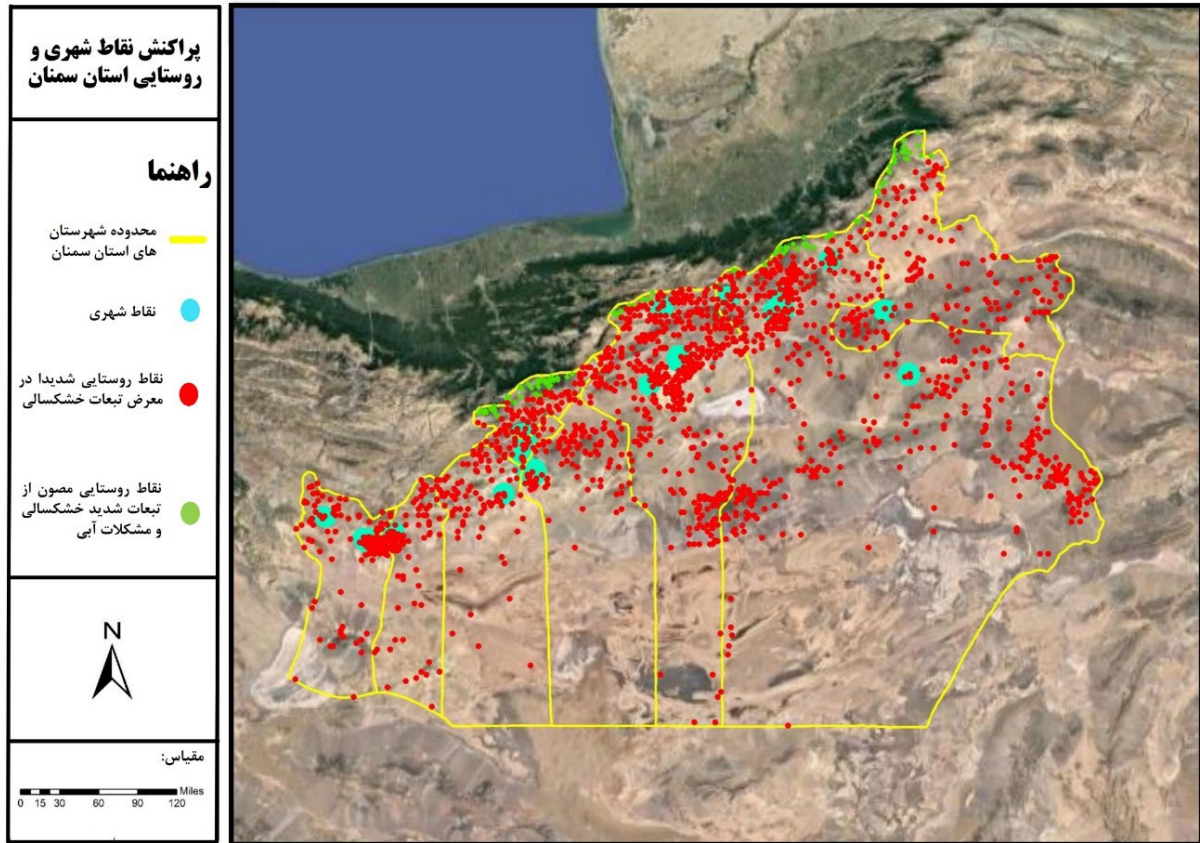 پراکنش نقاط شهری و
روستایی استان سمنان
راهنما
محدوده شهرستان
های استان سمنان
نقاط شهری
نقاط روستایی شدیدا در
معرض تبعات خشکسالی
نقاط روستایی مصون از
تبعات شدید خشکسالی
و مشکلات آبی
N
مقیاس:
Miles
0 15 30 60 90 120